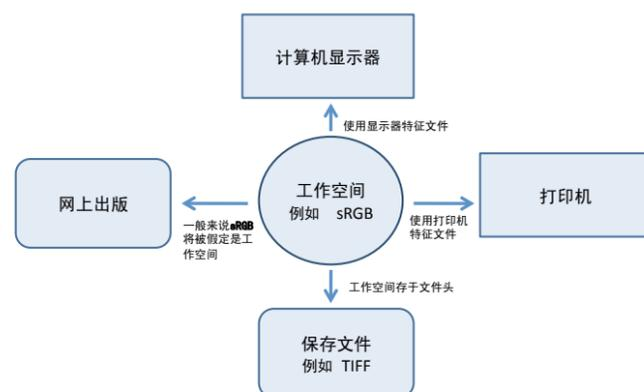 计算机显示器
使用显示器特征文件
网上出版
一般来说sRGB
将被假定是工
作空间
工作空间
例如 sRGB
使用打印机
特征文件
打印机
工作空间存于文件头
保存文件
例如 TIFF